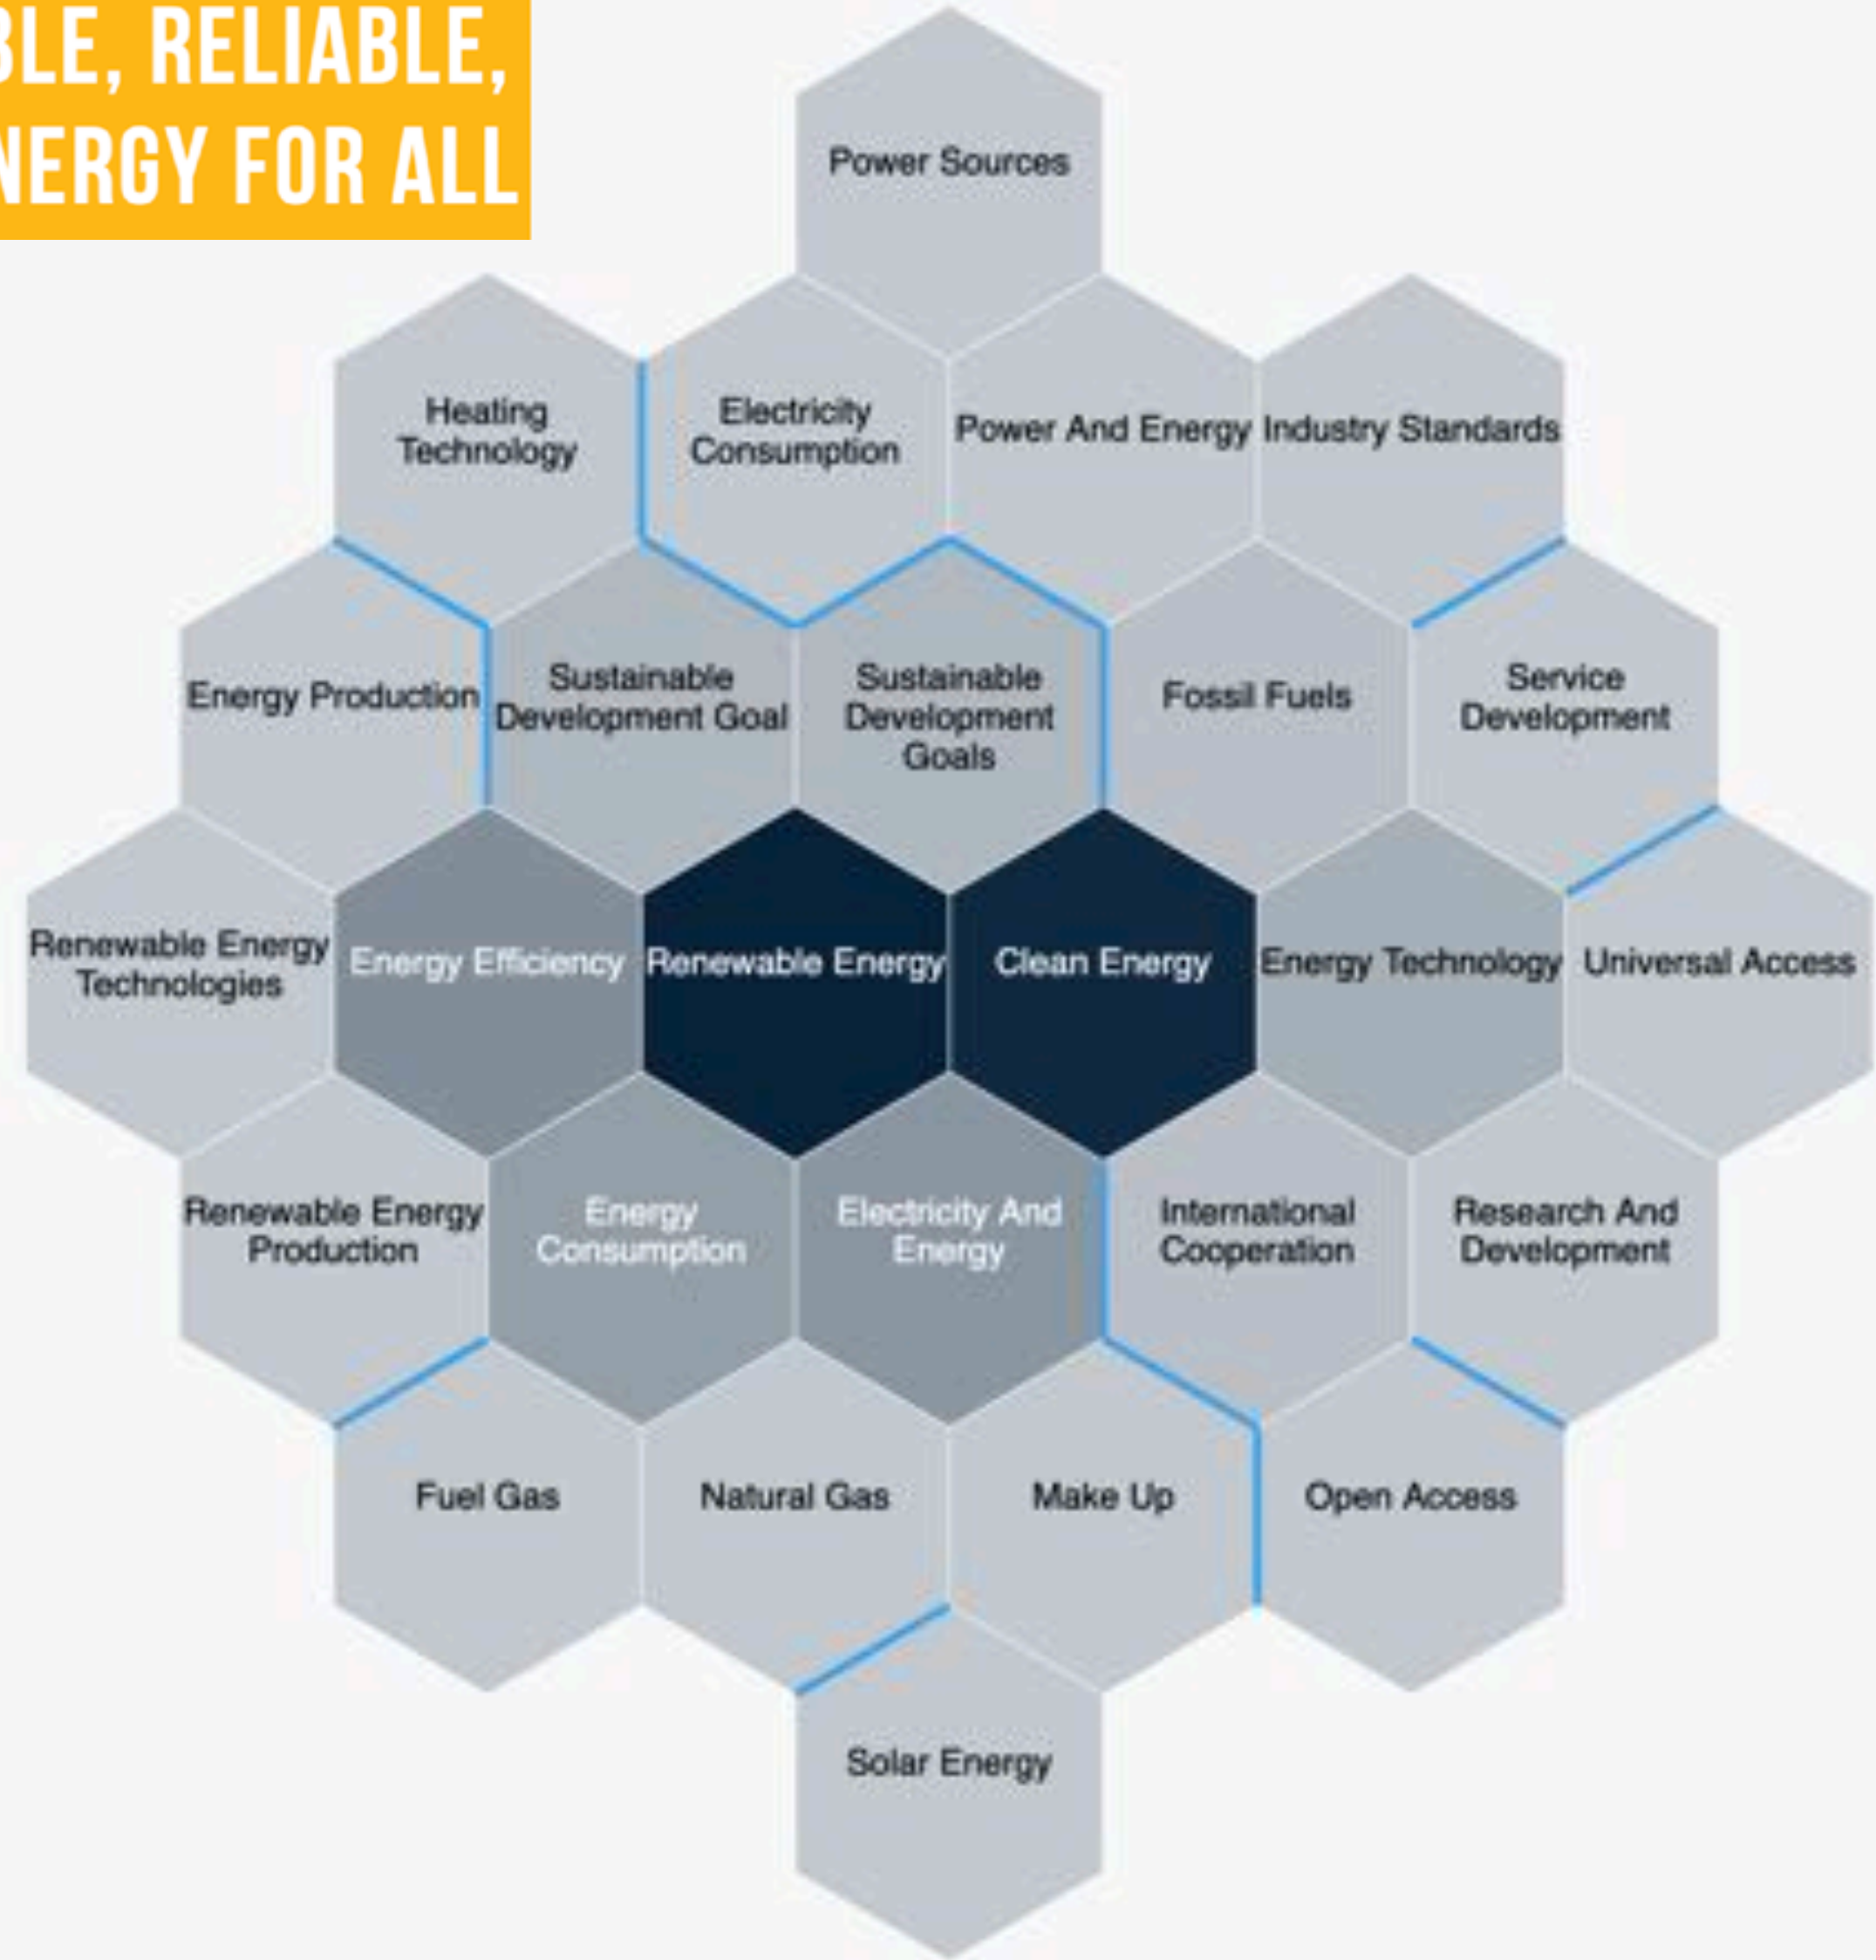 BLE, RELIABLE,
NERGY FOR ALL
Power Sources
Heating
Technology
Electricity
Consumption
Power And Energy
Industry Standards
Energy Production
Sustainable
Development Goal
Sustainable
Development
Goals
Fossil Fuels
Service
Development
Renewable Energy
Technologies
Energy Efficiency
Renewable Energy
Clean Energy
Energy Technology
Universal Access
Renewable Energy
Production
Energy
Consumption
Electricity And
Energy
International
Cooperation
Research And
Development
Fuel Gas
Natural Gas
Make Up
Open Access
Solar Energy